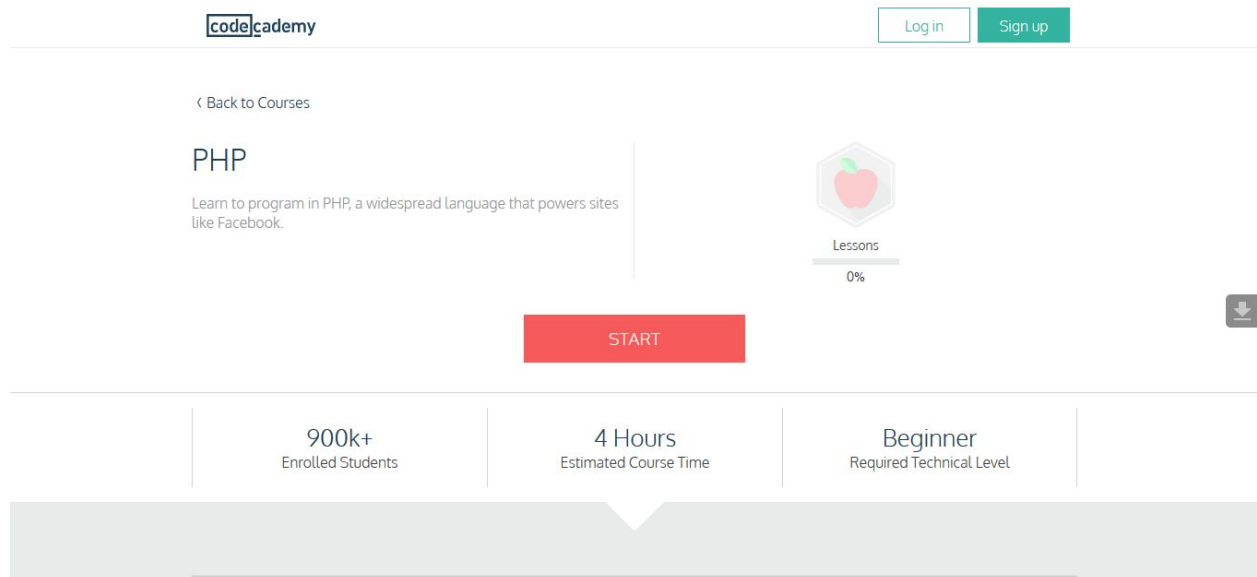 codecademy
Log in
Sign up
‹ Back to Courses
PHP
Learn to program in PHP, a widespread language that powers sites
like Facebook.
Lessons
0%
START
900k+
Enrolled Students
4 Hours
Estimated Course Time
Beginner
Required Technical Level